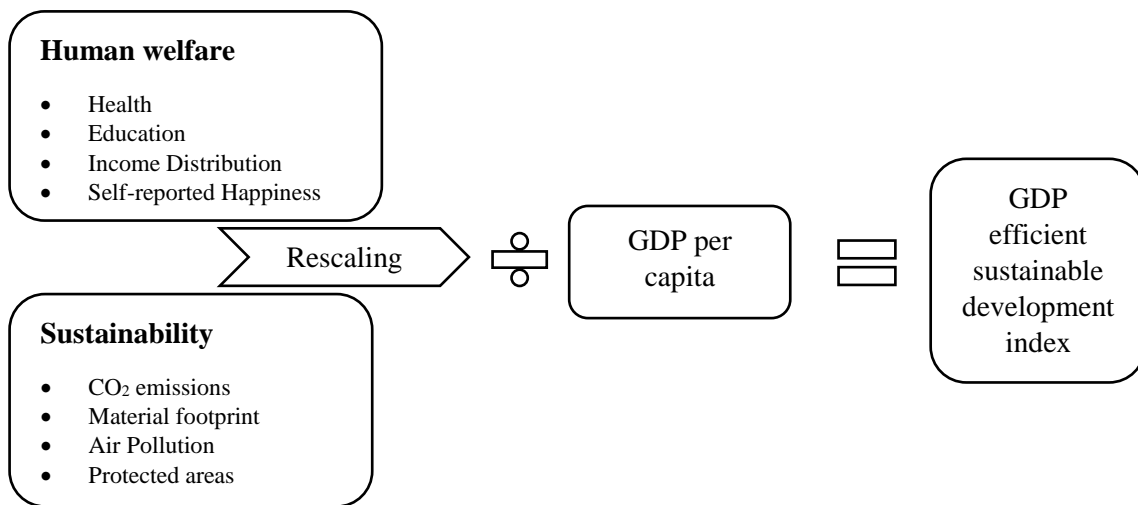 Human welfare
• Health
• Education
• Income Distribution
• Self-reported Happiness
Rescaling
Sustainability
• CO₂ emissions
• Material footprint
• Air Pollution
• Protected areas
÷
GDP per
capita
=
GDP
efficient
sustainable
development
index